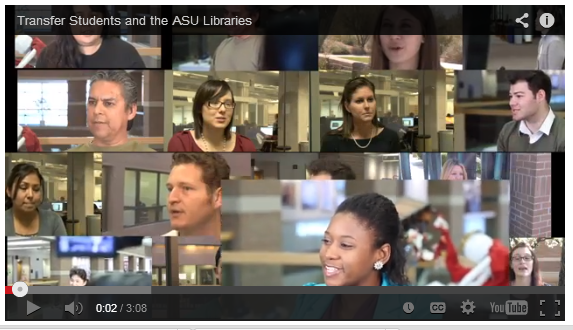 Transfer Students and the ASU Libraries
0:02 / 3:08 CC YouTube